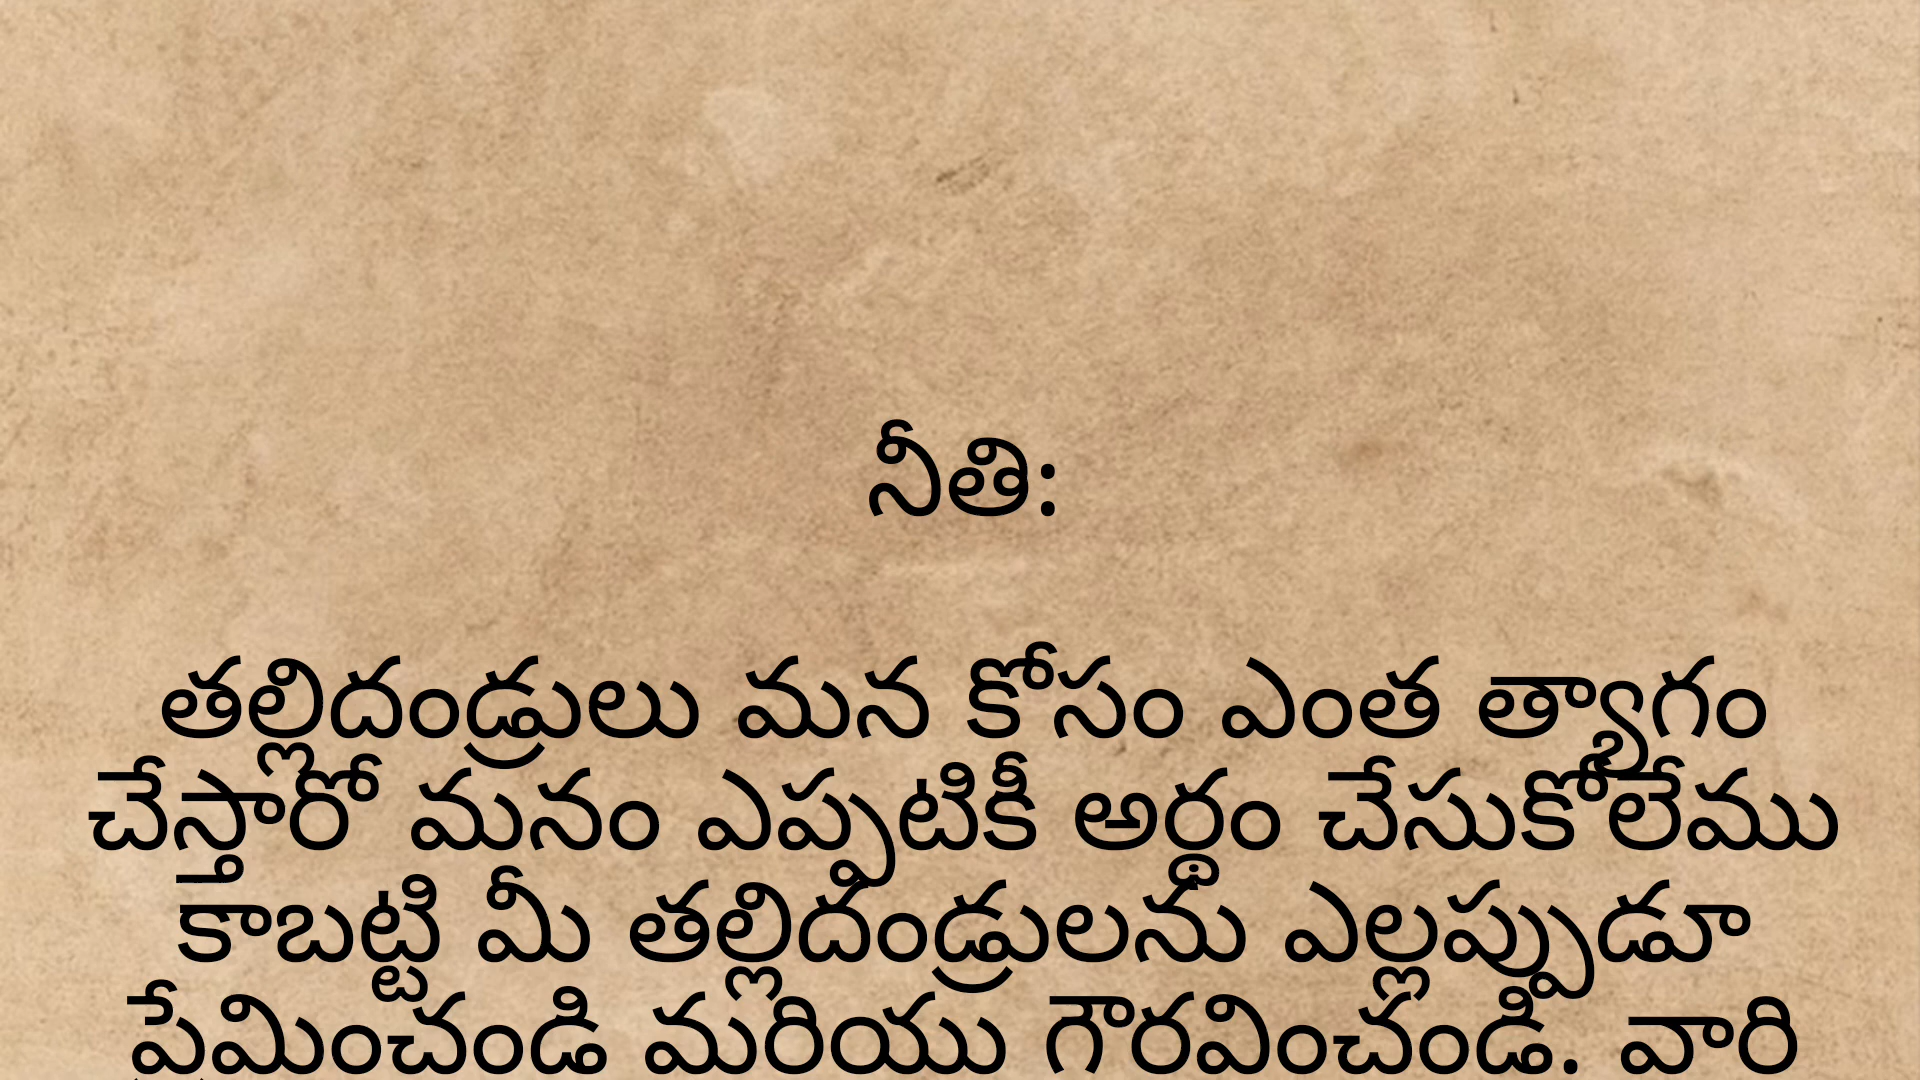 నీతి:
తల్లిదండ్రులు మన కోసం ఎంత త్యాగం
చేస్తారో మనం ఎప్పటికీ అర్థం చేసుకోలేము
కాబట్టి మీ తల్లిదండ్రులను ఎల్లప్పుడూ
ప్రేమించండి మరియు గౌరవించండి. వారి